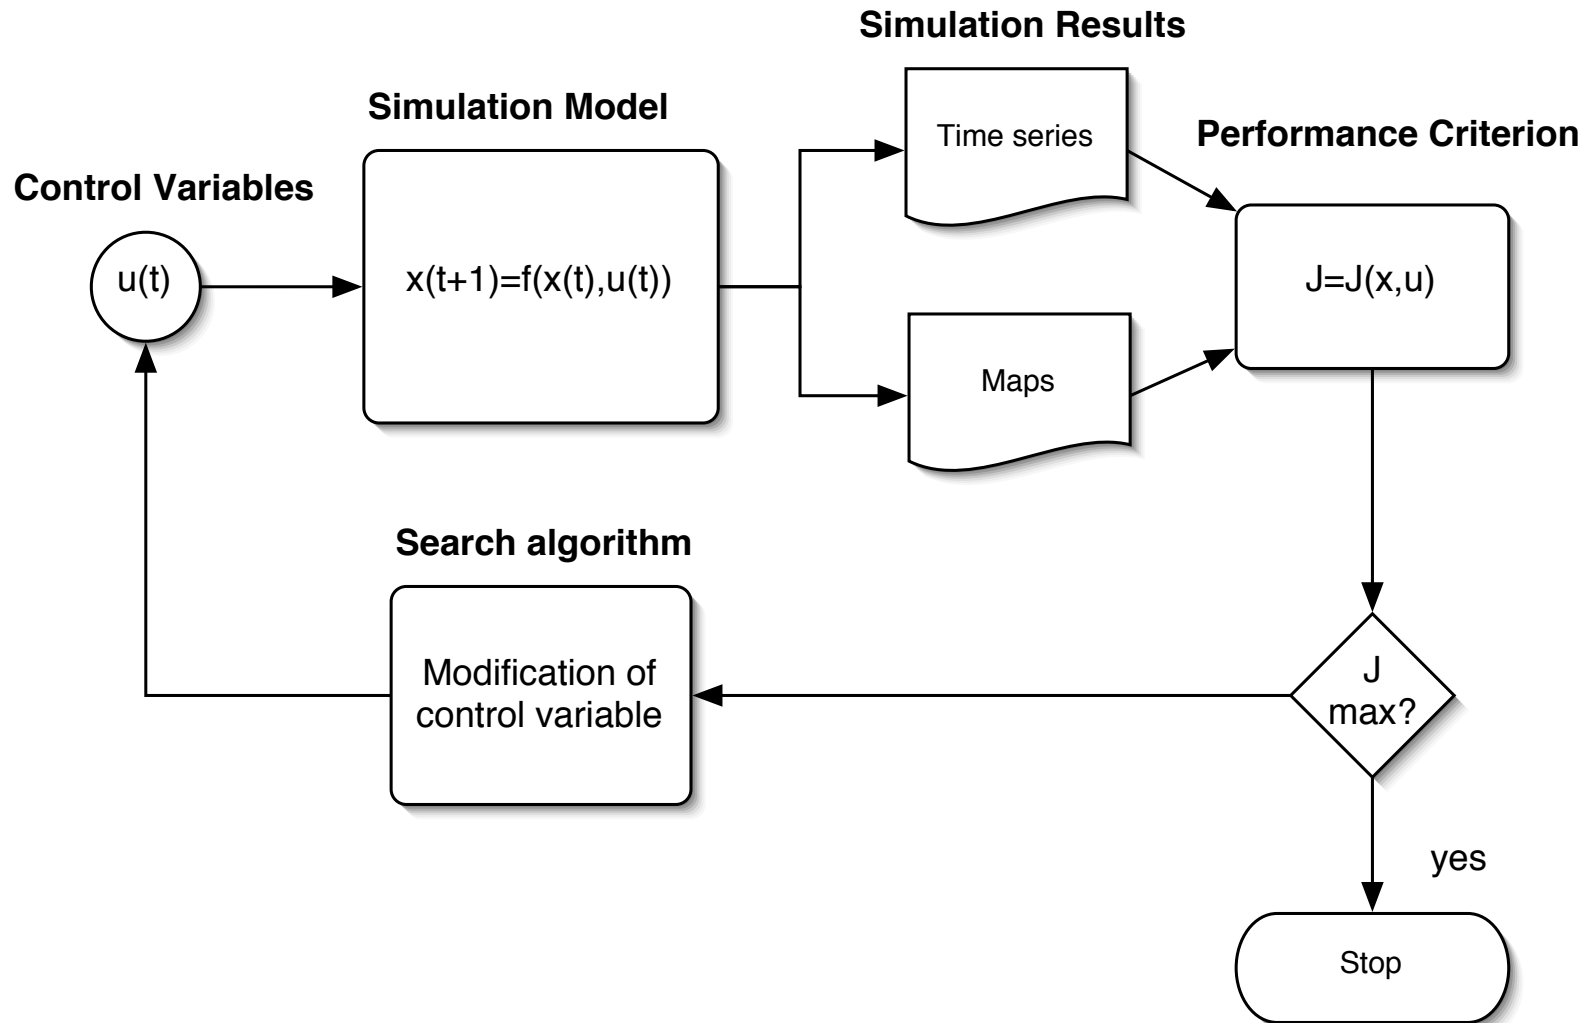 Simulation Results
Simulation Model
Time series
Performance Criterion
Control Variables
u(t)
x(t+1)=f(x(t),u(t))
J=J(x,u)
Maps
Search algorithm
Modification of
control variable
J
max?
yes
Stop